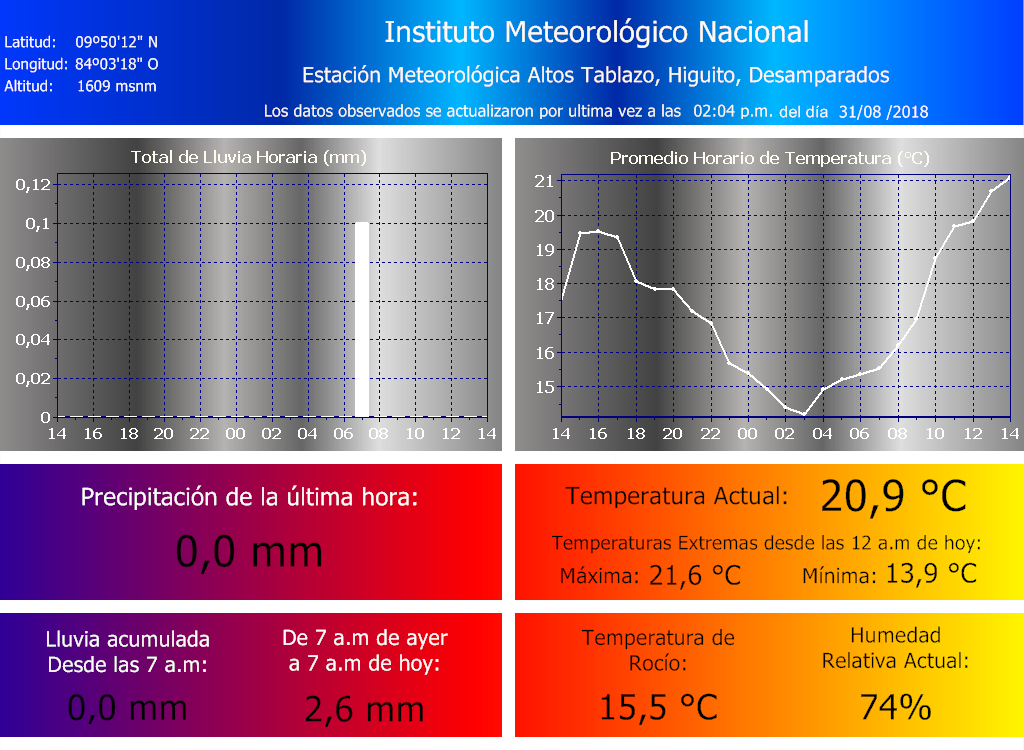 Instituto Meteorológico Nacional
Latitud: 09º50'12" N
Longitud: 84º03'18" O
Altitud: 1609 msnm
Estación Meteorológica Altos Tablazo, Higuito, Desamparados
Los datos observados se actualizaron por ultima vez a las 02:04 p.m. del día 31/08 /2018
Total de Lluvia Horaria (mm)
0,12
0,1
0,08
0,06
0,04
0,02
0
14 16 18 20 22 00 02 04 06 08 10 12 14
Promedio Horario de Temperatura (°C)
21
20
19
18
17
16
15
14 16 18 20 22 00 02 04 06 08 10 12 14
Precipitación de la última hora:
0,0 mm
Temperatura Actual: 20,9 °C
Temperaturas Extremas desde las 12 a.m de hoy:
Máxima: 21,6 °C Mínima: 13,9 °C
Lluvia acumulada
Desde las 7 a.m:
0,0 mm
De 7 a.m de ayer
a 7 a.m de hoy:
2,6 mm
Temperatura de
Rocío:
15,5 °C
Humedad
Relativa Actual:
74%